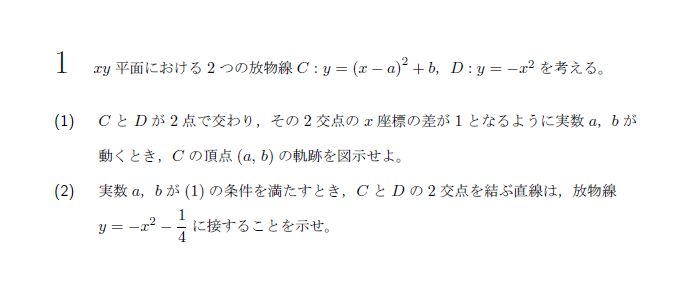 1 xy 平面における 2 つの放物線 C : y = (x − a)² + b, D : y = −x² を考える。
(1) C と D が 2 点で交わり，その 2 交点の x 座標の差が 1 となるように実数 a, b が
動くとき，C の頂点 (a, b) の軌跡を図示せよ。
(2) 実数 a, b が (1) の条件を満たすとき，C と D の 2 交点を結ぶ直線は，放物線
y = −x² − 1/4 に接することを示せ。